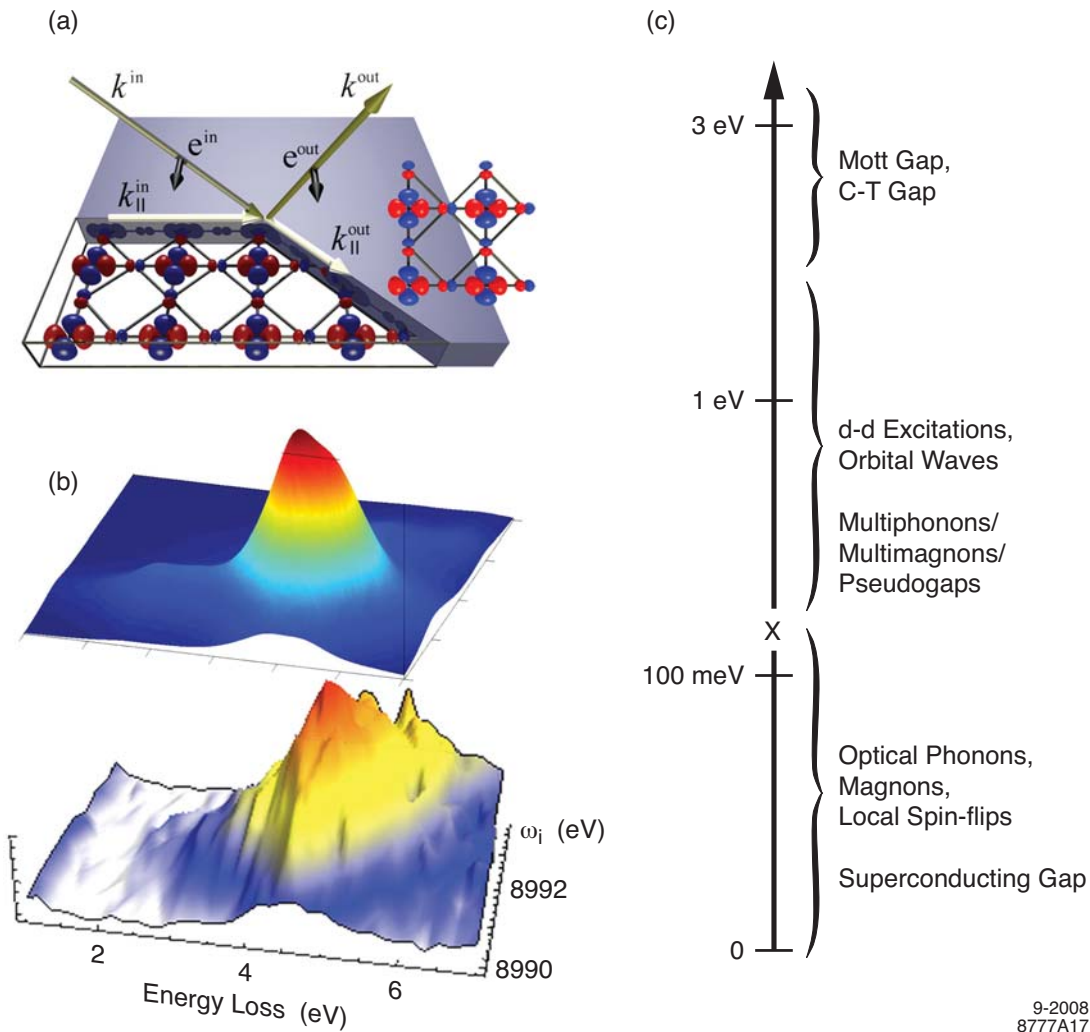 (a)
k^in
k^out
e^in
e^out
k_||^in
k_||^out
(b)
ω_i (eV)
8992
8990
2
4
6
Energy Loss (eV)
(c)
3 eV
Mott Gap,
C-T Gap
1 eV
d-d Excitations,
Orbital Waves
Multiphonons/
Multimagnons/
Pseudogaps
X
100 meV
Optical Phonons,
Magnons,
Local Spin-flips
Superconducting Gap
0
9-2008
8777A17